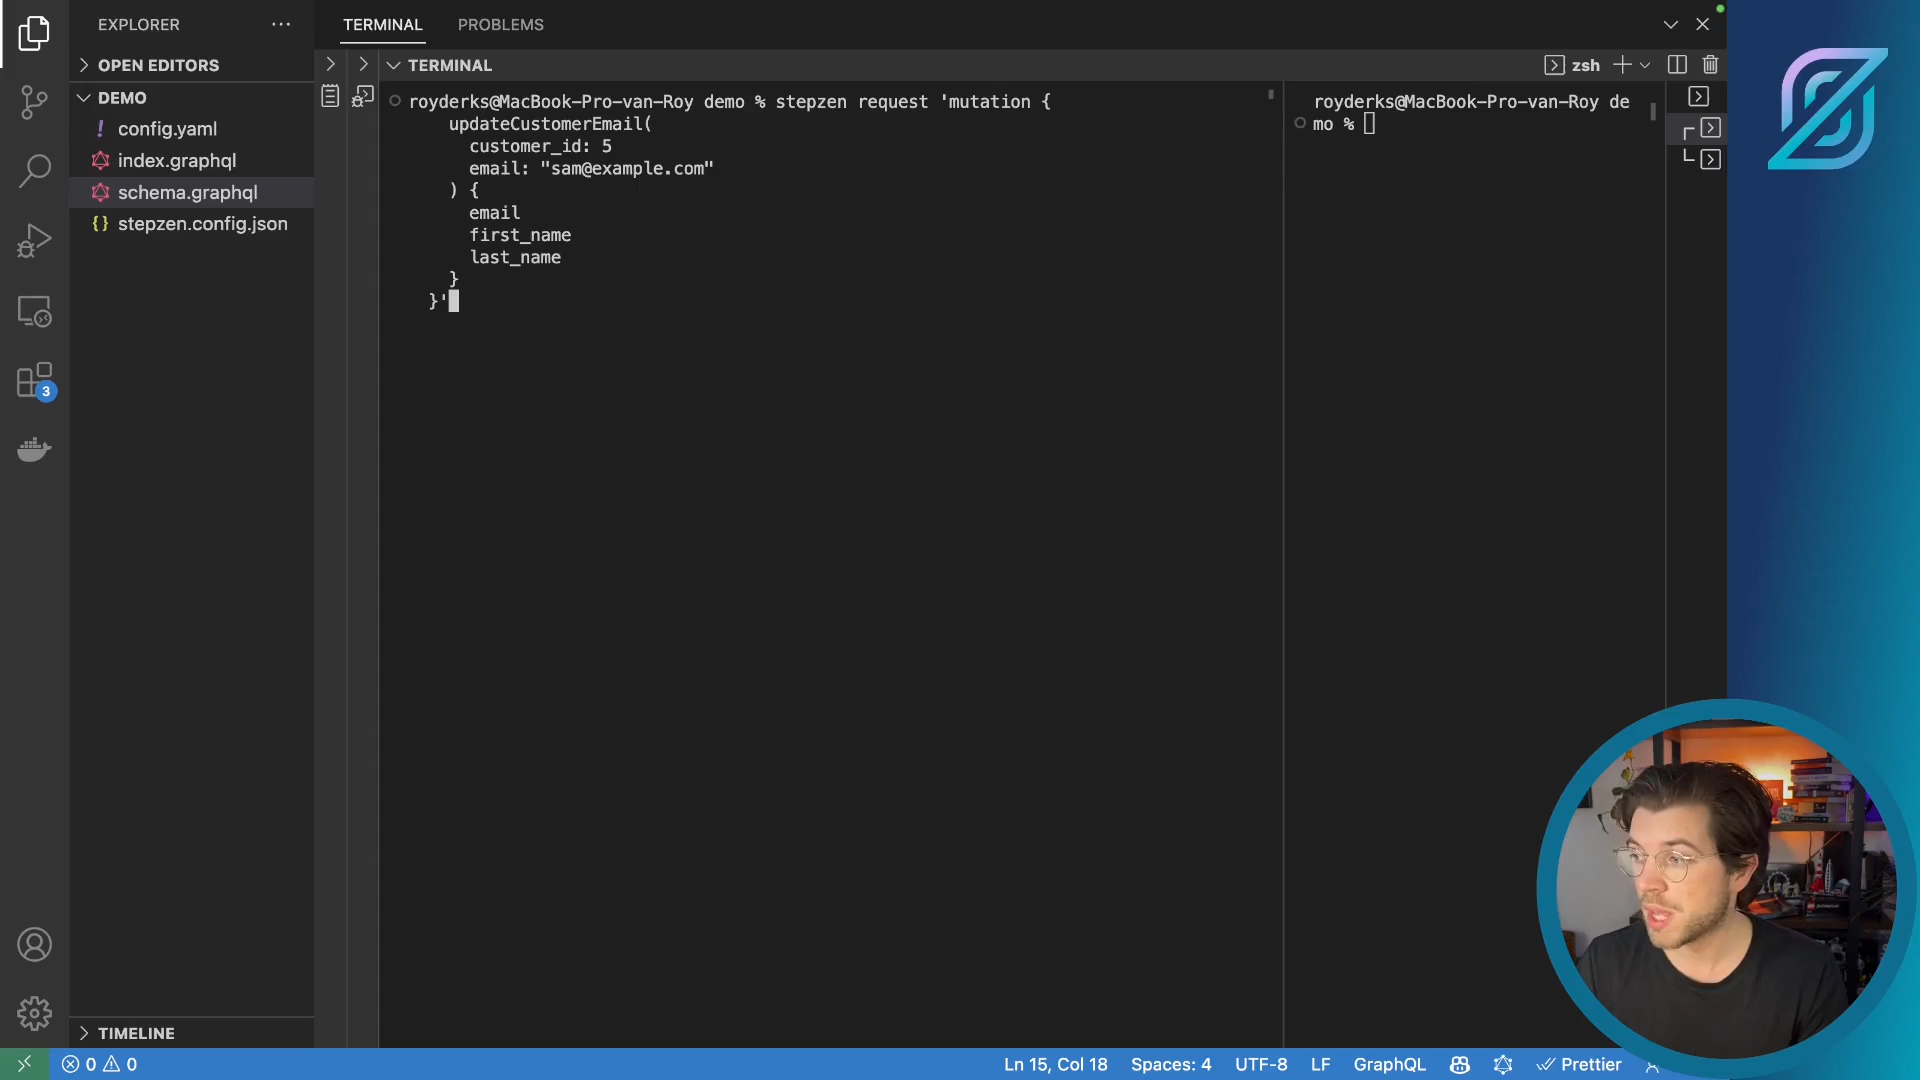 EXPLORER
TERMINAL
PROBLEMS
OPEN EDITORS
DEMO
! config.yaml
index.graphql
schema.graphql
{} stepzen.config.json
3
TIMELINE
TERMINAL
zsh
royderks@MacBook-Pro-van-Roy demo % stepzen request 'mutation {
updateCustomerEmail(
customer_id: 5
email: "sam@example.com"
) {
email
first_name
last_name
}
}'
royderks@MacBook-Pro-van-Roy de
mo %
0 0
Ln 15, Col 18
Spaces: 4
UTF-8
LF
GraphQL
Prettier